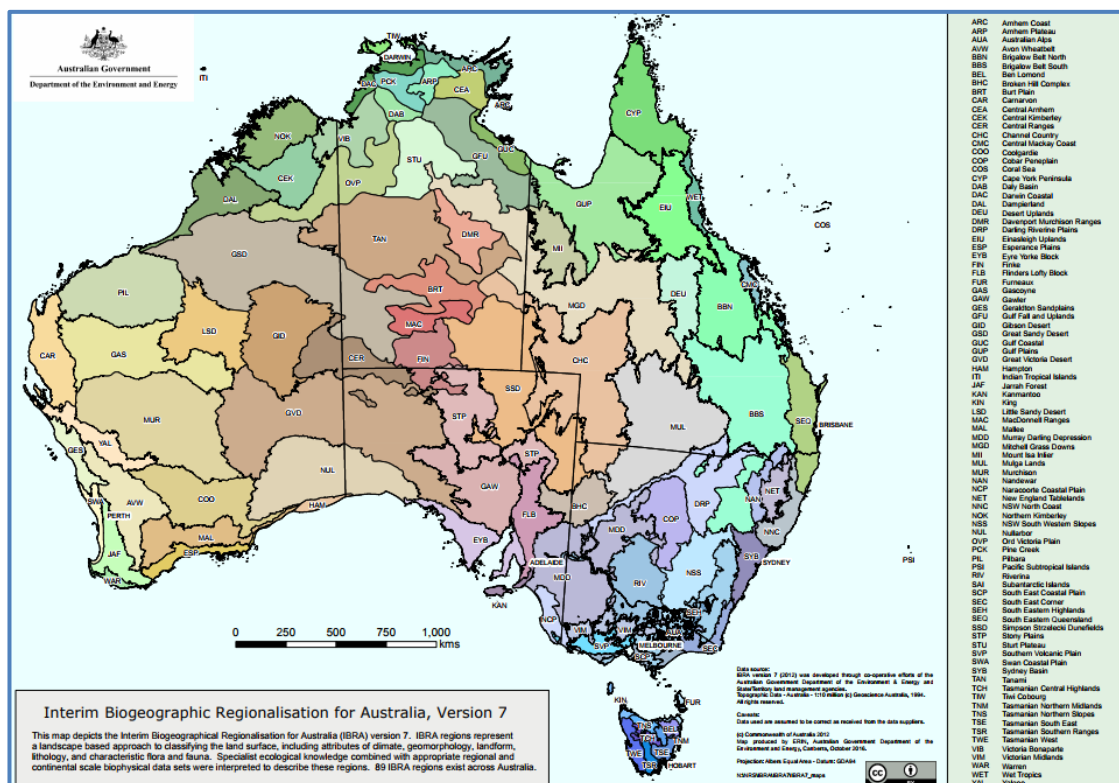 Australian Government
Department of the Environment and Energy
TIW
DARWIN
ITI
DAC
PCK
ARP
ARC
CEA
ARC
DAB
NOK
VIB
STU
GFU
GUC
CYP
CEK
OVP
DAL
GUP
EIU
WET
COS
TAN
DMR
MII
GSD
PIL
BRT
MGD
DEU
BBN
CMC
LSD
MAC
GID
CAR
GAS
CER
FIN
CHC
SSD
MUR
GVD
STP
MUL
BBS
SEQ
BRISBANE
YAL
GES
STP
NUL
GAW
COO
SWA
AVW
HAM
FLB
BHC
DRP
NAN
NET
PERTH
MAL
EYB
MDD
COP
NNC
JAF
ESP
SYB
SYDNEY
PSI
WAR
ADELAIDE
MDD
RIV
NSS
KAN
NCP
VIM
VIM
SEH
AUA
SVP
MELBOURNE
SCP
SEC
KIN
FUR
TNS
BEL
TNM
TCH
TWE
TSE
TSR
HOBART
0 250 500 750 1,000
kms
Interim Biogeographic Regionalisation for Australia, Version 7
This map depicts the Interim Biogeographical Regionalisation for Australia (IBRA) version 7. IBRA regions represent
a landscape based approach to classifying the land surface, including attributes of climate, geomorphology, landform,
lithology, and characteristic flora and fauna. Specialist ecological knowledge combined with appropriate regional and
continental scale biophysical data sets were interpreted to describe these regions. 89 IBRA regions exist across Australia.
Data source:
IBRA version 7 (2012) was developed through co-operative efforts of the
Australian Government Department of the Environment & Energy and
State/Territory land management agencies.
Topographic Data - Australia - 1:10 million (c) Geoscience Australia, 1994.
All rights reserved.
Caveats:
Data used are assumed to be correct as received from the data suppliers.
(c) Commonwealth of Australia 2012
Map produced by ERIN, Australian Government Department of the
Environment and Energy, Canberra, October 2016.
Projection: Albers Equal Area - Datum: GDA94
cc
BY
ARC Arnhem Coast
ARP Arnhem Plateau
AUA Australian Alps
AVW Avon Wheatbelt
BBN Brigalow Belt North
BBS Brigalow Belt South
BEL Ben Lomond
BHC Broken Hill Complex
BRT Burt Plain
CAR Carnarvon
CEA Central Arnhem
CEK Central Kimberley
CER Central Ranges
CHC Channel Country
CMC Central Mackay Coast
COO Coolgardie
COP Cobar Peneplain
COS Coral Sea
CYP Cape York Peninsula
DAB Daly Basin
DAC Darwin Coastal
DAL Dampierland
DEU Desert Uplands
DMR Davenport Murchison Ranges
DRP Darling Riverine Plains
EIU Einasleigh Uplands
ESP Esperance Plains
EYB Eyre Yorke Block
FIN Finke
FLB Flinders Lofty Block
FUR Furneaux
GAS Gascoyne
GAW Gawler
GES Geraldton Sandplains
GFU Gulf Fall and Uplands
GID Gibson Desert
GSD Great Sandy Desert
GUC Gulf Coastal
GUP Gulf Plains
GVD Great Victoria Desert
HAM Hampton
ITI Indian Tropical Islands
JAF Jarrah Forest
KAN Kanmantoo
KIN King
LSD Little Sandy Desert
MAC MacDonnell Ranges
MAL Mallee
MDD Murray Darling Depression
MGD Mitchell Grass Downs
MII Mount Isa Inlier
MUL Mulga Lands
MUR Murchison
NAN Nandewar
NCP Naracoorte Coastal Plain
NET New England Tablelands
NNC NSW North Coast
NOK Northern Kimberley
NSS NSW South Western Slopes
NUL Nullarbor
OVP Ord Victoria Plain
PCK Pine Creek
PIL Pilbara
PSI Pacific Subtropical Islands
RIV Riverina
SAI Subantarctic Islands
SCP South East Coastal Plain
SEC South East Corner
SEH South Eastern Highlands
SEQ South Eastern Queensland
SSD Simpson Strzelecki Dunefields
STP Stony Plains
STU Sturt Plateau
SVP Southern Volcanic Plain
SWA Swan Coastal Plain
SYB Sydney Basin
TAN Tanami
TCH Tasmanian Central Highlands
TIW Tiwi Cobourg
TNM Tasmanian Northern Midlands
TNS Tasmanian Northern Slopes
TSE Tasmanian South East
TSR Tasmanian Southern Ranges
TWE Tasmanian West
VIB Victoria Bonaparte
VIM Victorian Midlands
WAR Warren
WET Wet Tropics